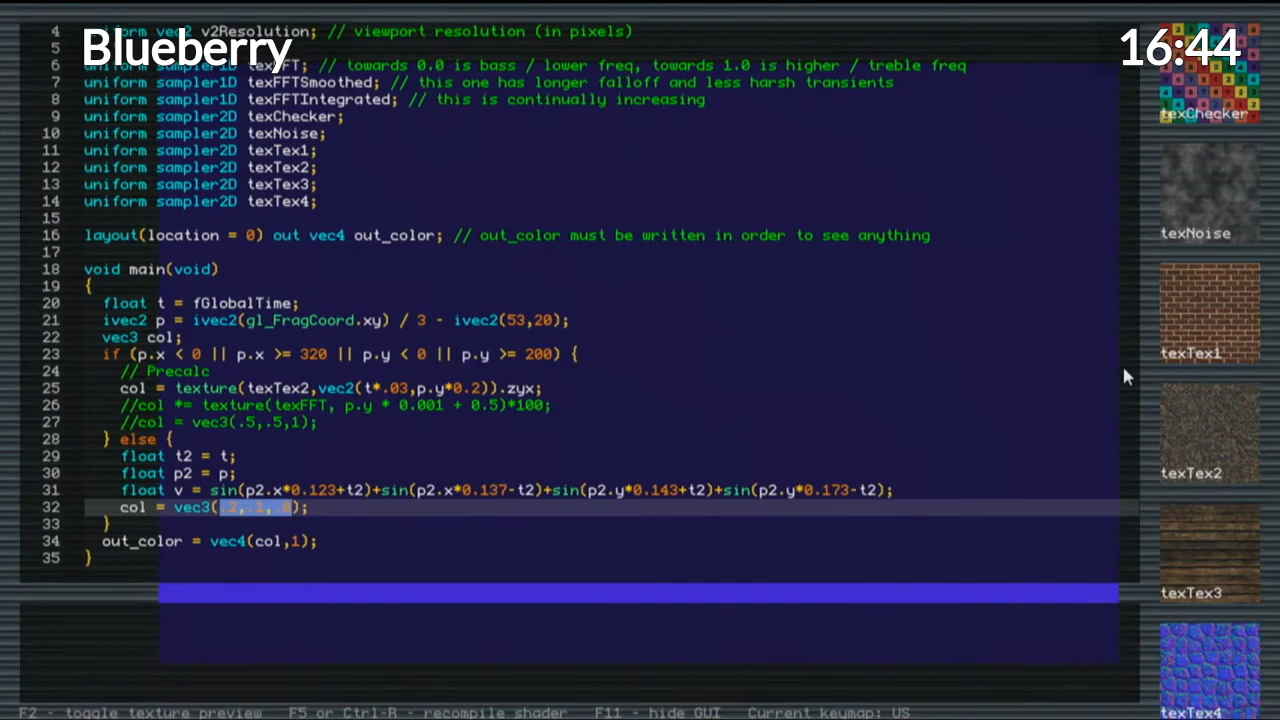 Blueberry
16:44
4 uniform vec2 v2Resolution; // viewport resolution (in pixels)
5
6 uniform sampler1D texFFT; // towards 0.0 is bass / lower freq, towards 1.0 is higher / treble freq
7 uniform sampler1D texFFTSmoothed; // this one has longer falloff and less harsh transients
8 uniform sampler1D texFFTIntegrated; // this is continually increasing
9 uniform sampler2D texChecker;
10 uniform sampler2D texNoise;
11 uniform sampler2D texTex1;
12 uniform sampler2D texTex2;
13 uniform sampler2D texTex3;
14 uniform sampler2D texTex4;
15
16 layout(location = 0) out vec4 out_color; // out_color must be written in order to see anything
17
18 void main(void)
19 {
20 float t = fGlobalTime;
21 ivec2 p = ivec2(gl_FragCoord.xy) / 3 - ivec2(53,20);
22 vec3 col;
23 if (p.x < 0 || p.x >= 320 || p.y < 0 || p.y >= 200) {
24 // Precalc
25 col = texture(texTex2,vec2(t*.03,p.y*0.2)).zyx;
26 //col *= texture(texFFT, p.y * 0.001 + 0.5)*100;
27 //col = vec3(.5,.5,1);
28 } else {
29 float t2 = t;
30 float p2 = p;
31 float v = sin(p2.x*0.123+t2)+sin(p2.x*0.137-t2)+sin(p2.y*0.143+t2)+sin(p2.y*0.173-t2);
32 col = vec3(.2,.1,.8);
33 }
34 out_color = vec4(col,1);
35 }
texChecker
texNoise
texTex1
texTex2
texTex3
texTex4
F2 - toggle texture preview F5 or Ctrl-R - recompile shader F11 - hide GUI Current keymap: US